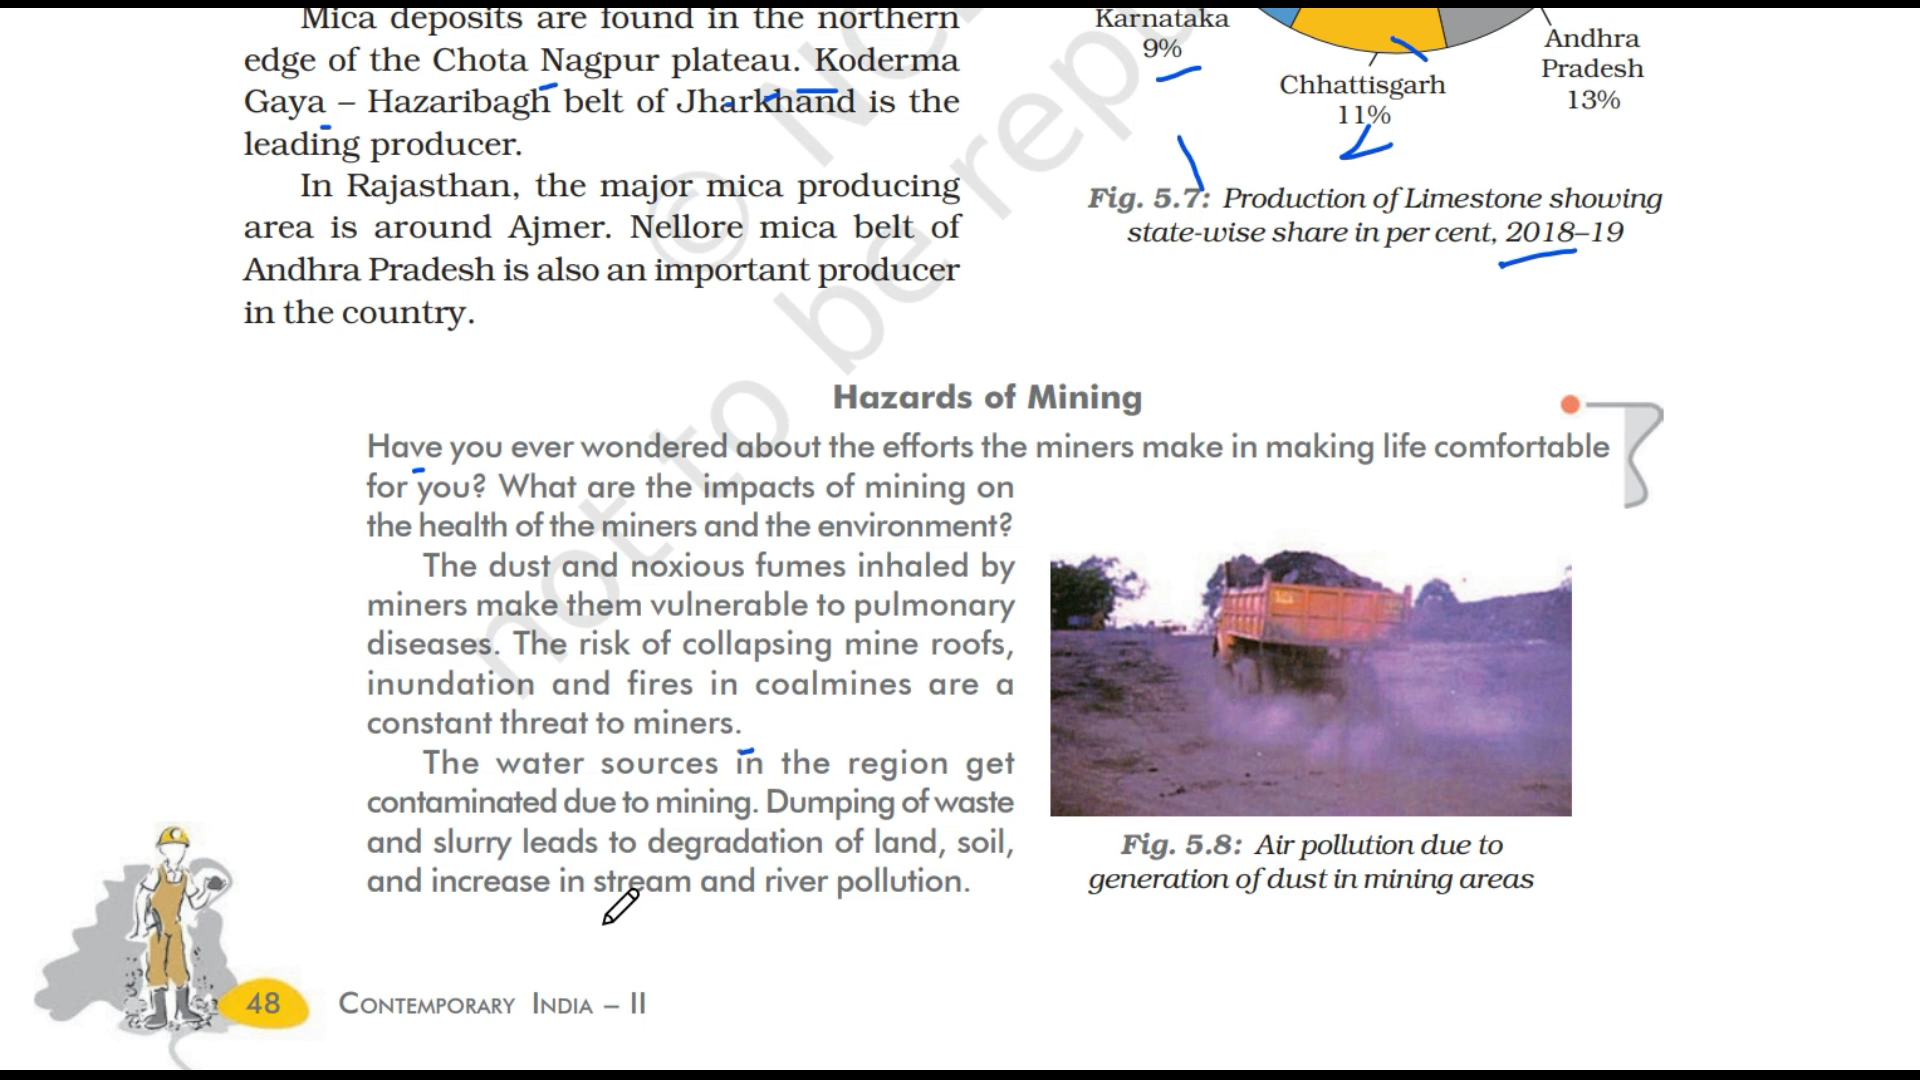 Mica deposits are found in the northern
edge of the Chota Nagpur plateau. Koderma
Gaya – Hazaribagh belt of Jharkhand is the
leading producer.
In Rajasthan, the major mica producing
area is around Ajmer. Nellore mica belt of
Andhra Pradesh is also an important producer
in the country.
Karnataka
9%
Chhattisgarh
11%
Andhra
Pradesh
13%
Fig. 5.7: Production of Limestone showing
state-wise share in per cent, 2018–19
Hazards of Mining
Have you ever wondered about the efforts the miners make in making life comfortable
for you? What are the impacts of mining on
the health of the miners and the environment?
The dust and noxious fumes inhaled by
miners make them vulnerable to pulmonary
diseases. The risk of collapsing mine roofs,
inundation and fires in coalmines are a
constant threat to miners.
The water sources in the region get
contaminated due to mining. Dumping of waste
and slurry leads to degradation of land, soil,
and increase in stream and river pollution.
Fig. 5.8: Air pollution due to
generation of dust in mining areas
48 CONTEMPORARY INDIA – II
© NC
not to be repu